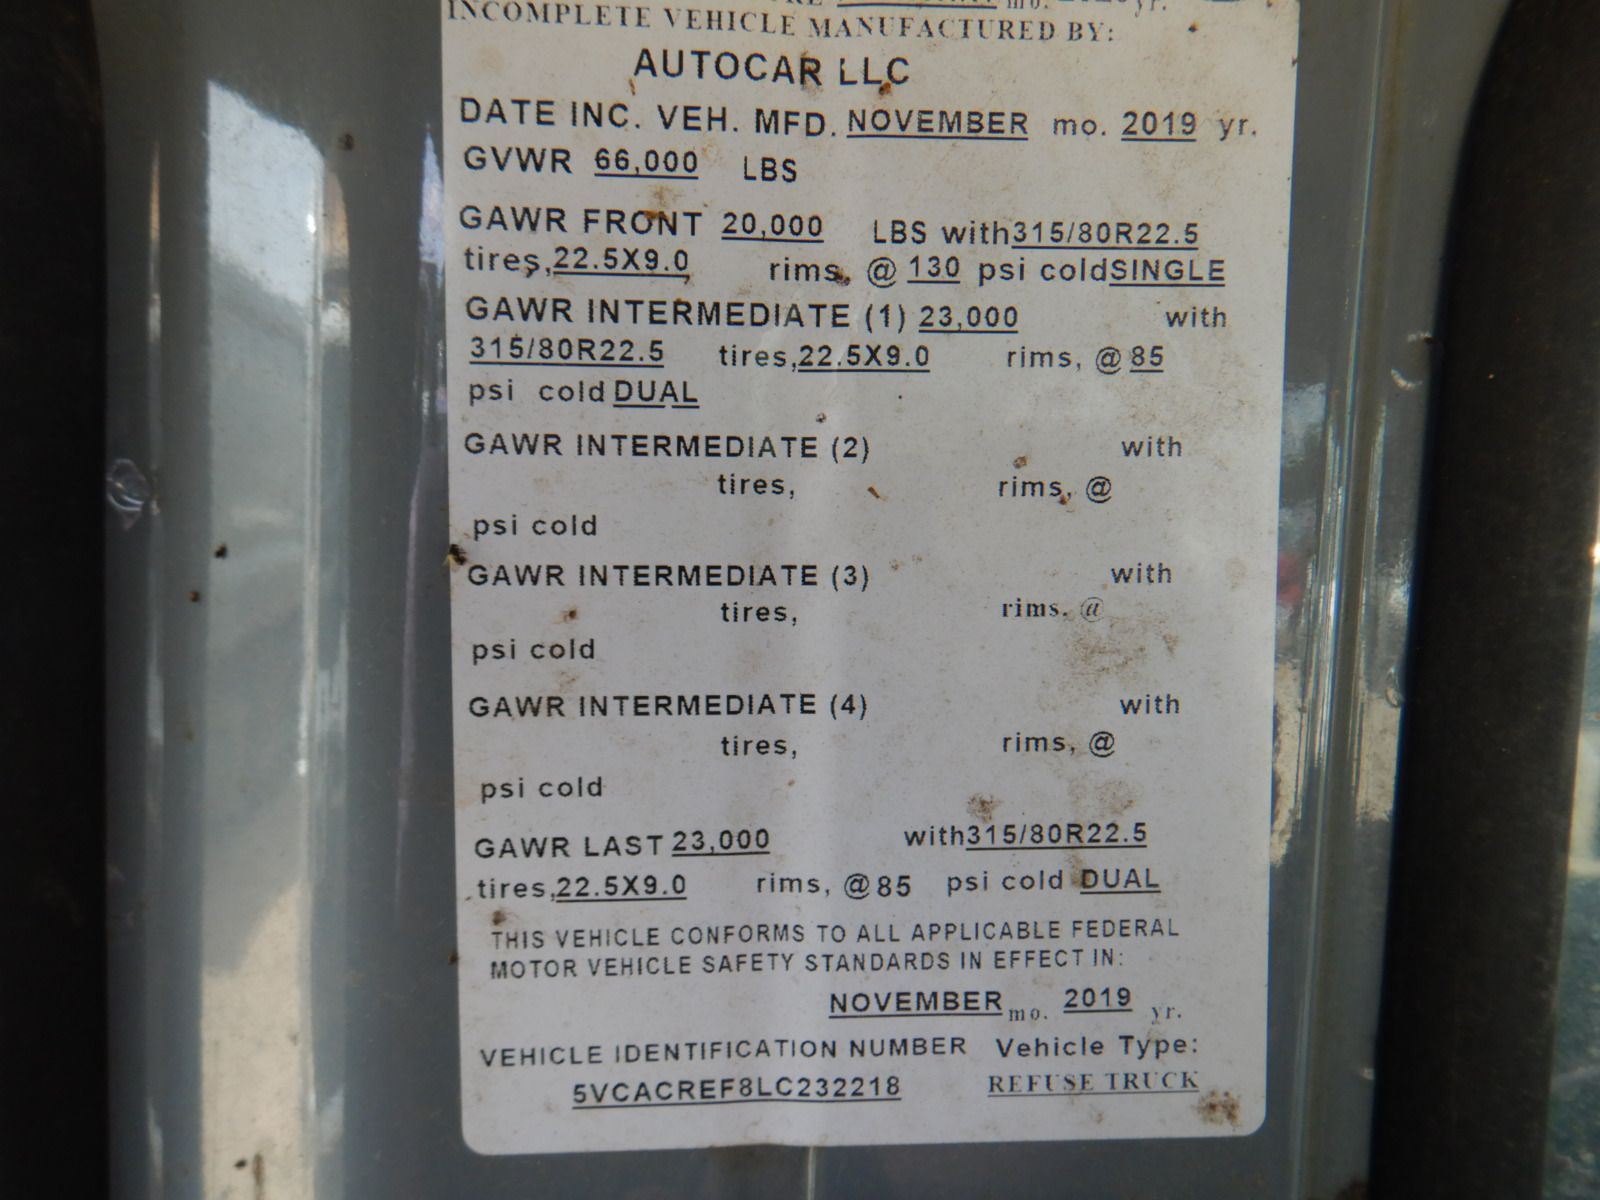 mo. yr.
INCOMPLETE VEHICLE MANUFACTURED BY:
AUTOCAR LLC
DATE INC. VEH. MFD. NOVEMBER mo. 2019 yr.
GVWR 66,000 LBS
GAWR FRONT 20,000 LBS with 315/80R22.5
tires, 22.5X9.0 rims, @ 130 psi cold SINGLE
GAWR INTERMEDIATE (1) 23,000 with
315/80R22.5 tires, 22.5X9.0 rims, @ 85
psi cold DUAL
GAWR INTERMEDIATE (2) with
tires, rims, @
psi cold
GAWR INTERMEDIATE (3) with
tires, rims. @
psi cold
GAWR INTERMEDIATE (4) with
tires, rims, @
psi cold
GAWR LAST 23,000 with 315/80R22.5
tires, 22.5X9.0 rims, @ 85 psi cold DUAL
THIS VEHICLE CONFORMS TO ALL APPLICABLE FEDERAL
MOTOR VEHICLE SAFETY STANDARDS IN EFFECT IN:
NOVEMBER mo. 2019 yr.
VEHICLE IDENTIFICATION NUMBER Vehicle Type:
5VCACREF8LC232218 REFUSE TRUCK